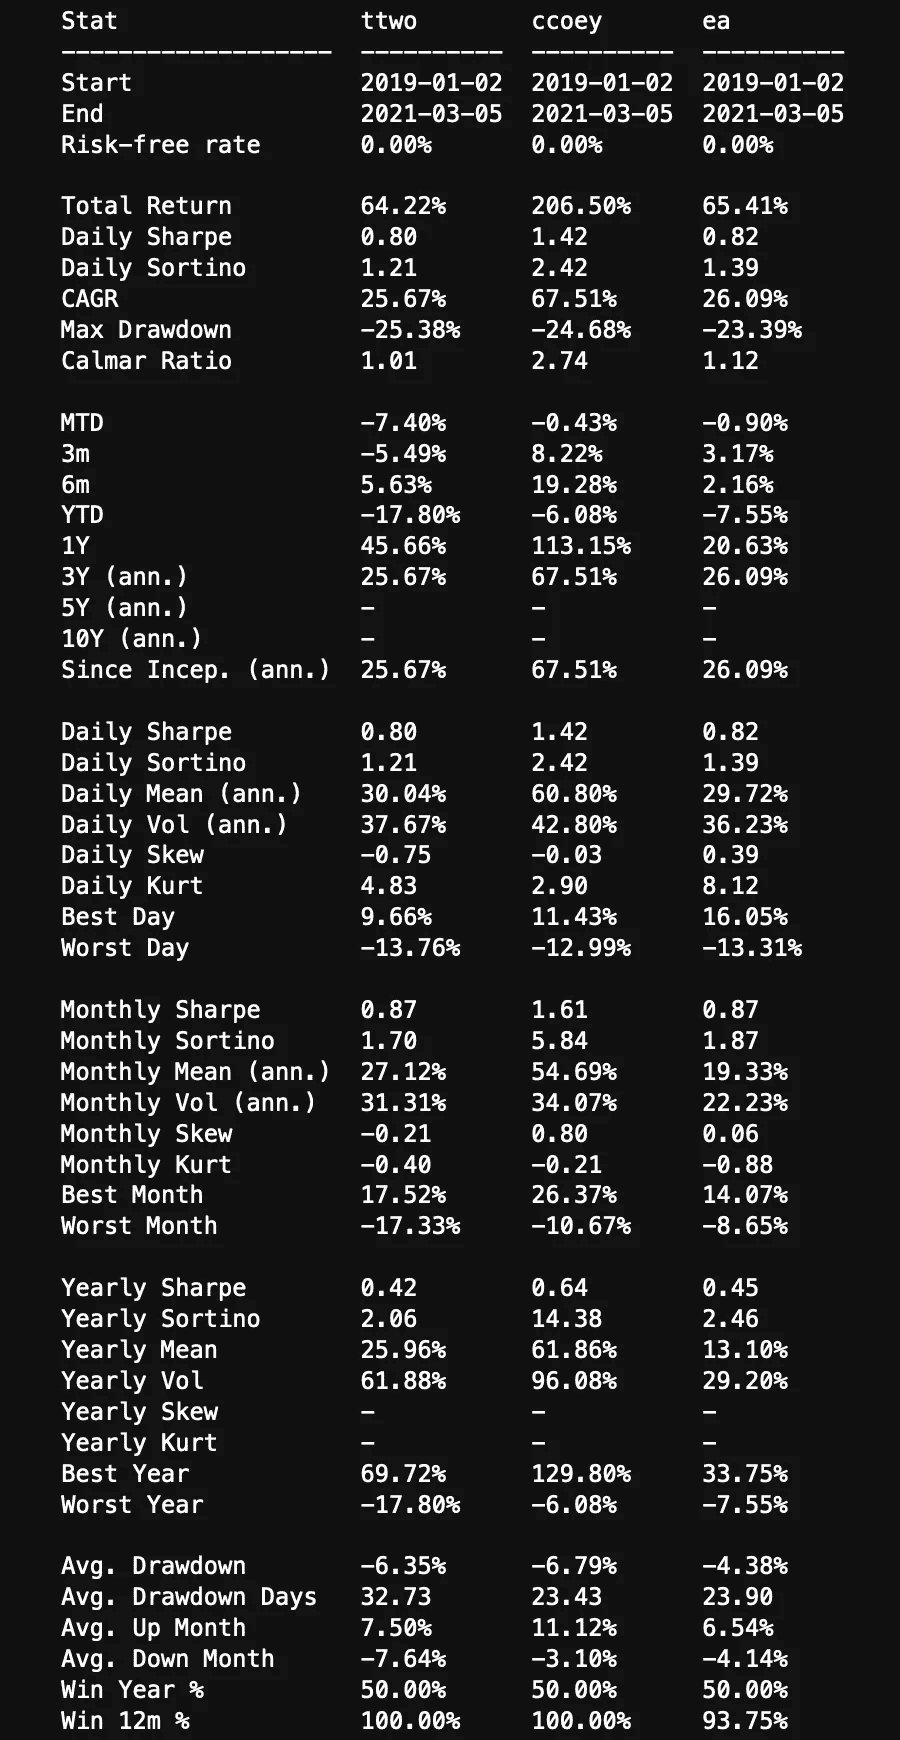 Stat ttwo ccoey ea
------------------- ---------- ---------- ----------
Start 2019-01-02 2019-01-02 2019-01-02
End 2021-03-05 2021-03-05 2021-03-05
Risk-free rate 0.00% 0.00% 0.00%
Total Return 64.22% 206.50% 65.41%
Daily Sharpe 0.80 1.42 0.82
Daily Sortino 1.21 2.42 1.39
CAGR 25.67% 67.51% 26.09%
Max Drawdown -25.38% -24.68% -23.39%
Calmar Ratio 1.01 2.74 1.12
MTD -7.40% -0.43% -0.90%
3m -5.49% 8.22% 3.17%
6m 5.63% 19.28% 2.16%
YTD -17.80% -6.08% -7.55%
1Y 45.66% 113.15% 20.63%
3Y (ann.) 25.67% 67.51% 26.09%
5Y (ann.) - - -
10Y (ann.) - - -
Since Incep. (ann.) 25.67% 67.51% 26.09%
Daily Sharpe 0.80 1.42 0.82
Daily Sortino 1.21 2.42 1.39
Daily Mean (ann.) 30.04% 60.80% 29.72%
Daily Vol (ann.) 37.67% 42.80% 36.23%
Daily Skew -0.75 -0.03 0.39
Daily Kurt 4.83 2.90 8.12
Best Day 9.66% 11.43% 16.05%
Worst Day -13.76% -12.99% -13.31%
Monthly Sharpe 0.87 1.61 0.87
Monthly Sortino 1.70 5.84 1.87
Monthly Mean (ann.) 27.12% 54.69% 19.33%
Monthly Vol (ann.) 31.31% 34.07% 22.23%
Monthly Skew -0.21 0.80 0.06
Monthly Kurt -0.40 -0.21 -0.88
Best Month 17.52% 26.37% 14.07%
Worst Month -17.33% -10.67% -8.65%
Yearly Sharpe 0.42 0.64 0.45
Yearly Sortino 2.06 14.38 2.46
Yearly Mean 25.96% 61.86% 13.10%
Yearly Vol 61.88% 96.08% 29.20%
Yearly Skew - - -
Yearly Kurt - - -
Best Year 69.72% 129.80% 33.75%
Worst Year -17.80% -6.08% -7.55%
Avg. Drawdown -6.35% -6.79% -4.38%
Avg. Drawdown Days 32.73 23.43 23.90
Avg. Up Month 7.50% 11.12% 6.54%
Avg. Down Month -7.64% -3.10% -4.14%
Win Year % 50.00% 50.00% 50.00%
Win 12m % 100.00% 100.00% 93.75%